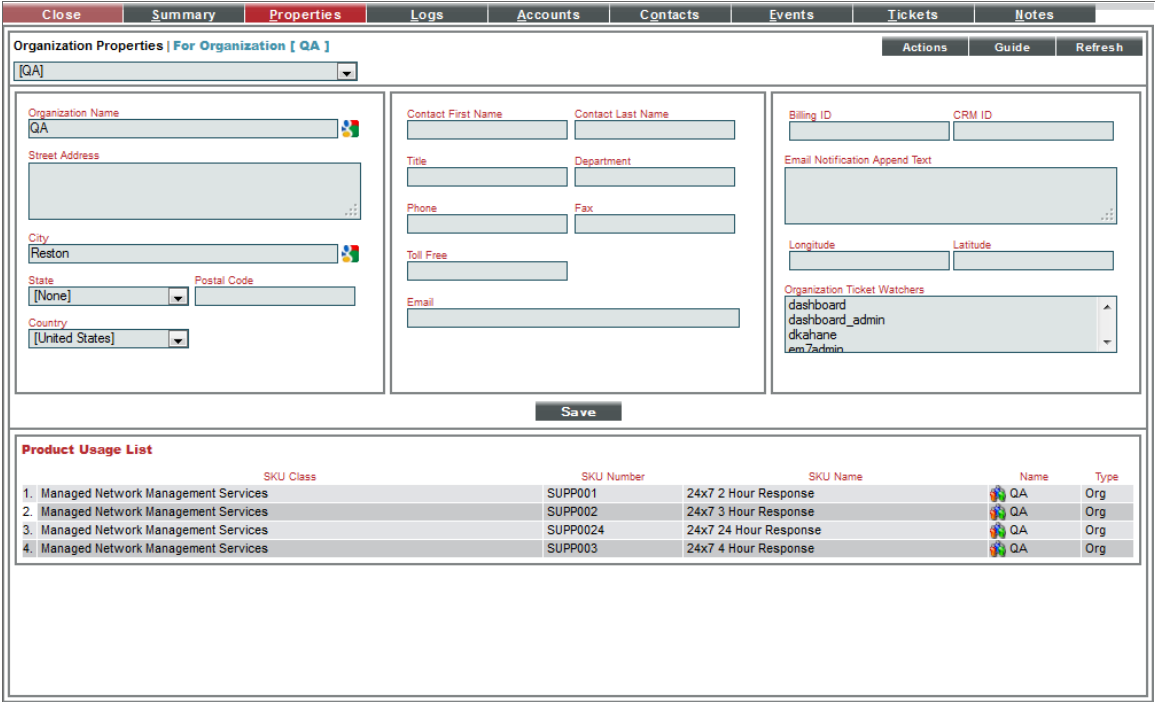 Close Summary Properties Logs Accounts Contacts Events Tickets Notes
Organization Properties | For Organization [ QA ]
Actions Guide Refresh
[QA]
Organization Name
QA
Street Address
City
Reston
State Postal Code
[None]
Country
[United States]
Contact First Name Contact Last Name
Title Department
Phone Fax
Toll Free
Email
Billing ID CRM ID
Email Notification Append Text
Longitude Latitude
Organization Ticket Watchers
dashboard
dashboard_admin
dkahane
em7admin
Save
Product Usage List
SKU Class SKU Number SKU Name Name Type
1. Managed Network Management Services SUPP001 24x7 2 Hour Response QA Org
2. Managed Network Management Services SUPP002 24x7 3 Hour Response QA Org
3. Managed Network Management Services SUPP0024 24x7 24 Hour Response QA Org
4. Managed Network Management Services SUPP003 24x7 4 Hour Response QA Org